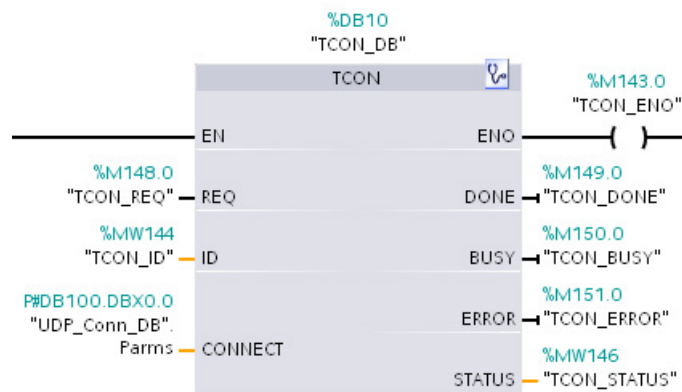 %DB10
"TCON_DB"
TCON
%M143.0
"TCON_ENO"
EN
ENO
%M148.0
"TCON_REQ"
REQ
DONE
%M149.0
"TCON_DONE"
%MW144
"TCON_ID"
ID
BUSY
%M150.0
"TCON_BUSY"
P#DB100.DBX0.0
"UDP_Conn_DB".
Parms
CONNECT
ERROR
%M151.0
"TCON_ERROR"
STATUS
%MW146
"TCON_STATUS"